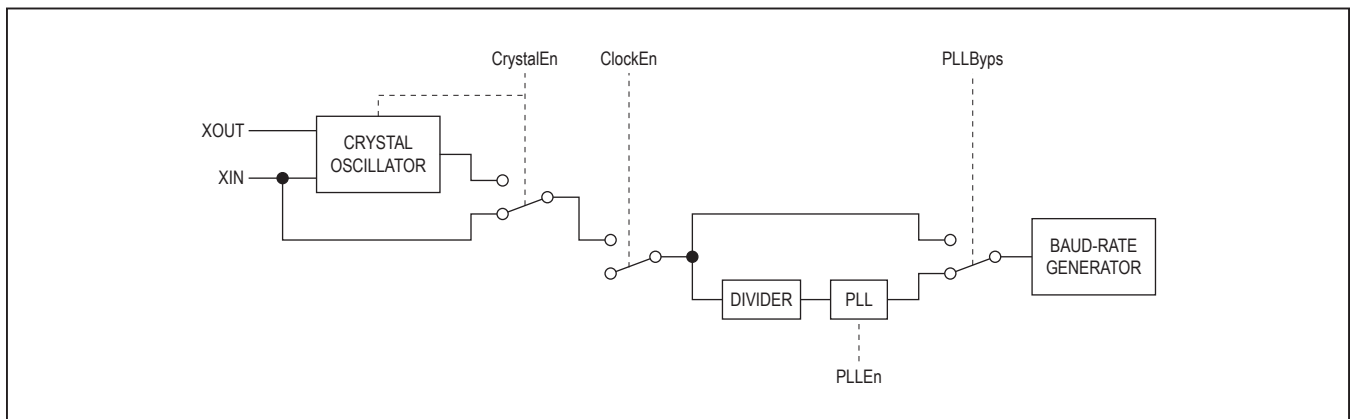 CrystalEn
ClockEn
PLLByps
XOUT
XIN
CRYSTAL
OSCILLATOR
BAUD-RATE
GENERATOR
DIVIDER
PLL
PLLEn